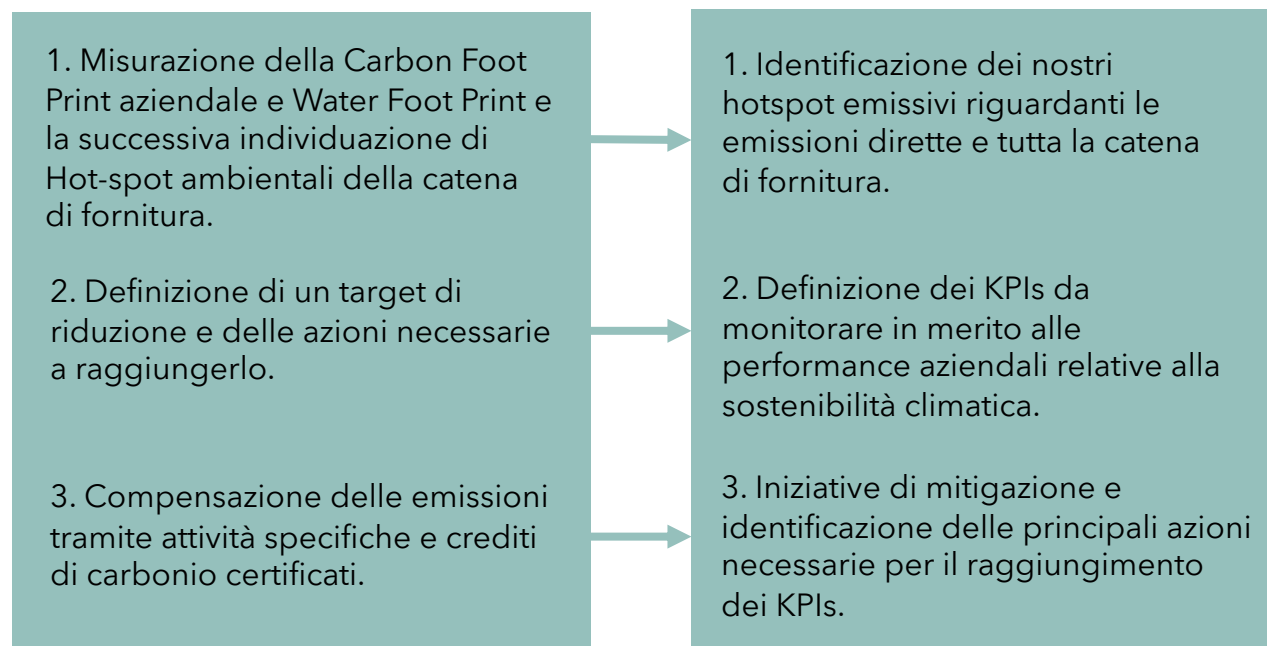 1. Misurazione della Carbon Foot
Print aziendale e Water Foot Print e
la successiva individuazione di
Hot-spot ambientali della catena
di fornitura.
2. Definizione di un target di
riduzione e delle azioni necessarie
a raggiungerlo.
3. Compensazione delle emissioni
tramite attività specifiche e crediti
di carbonio certificati.
1. Identificazione dei nostri
hotspot emissivi riguardanti le
emissioni dirette e tutta la catena
di fornitura.
2. Definizione dei KPIs da
monitorare in merito alle
performance aziendali relative alla
sostenibilità climatica.
3. Iniziative di mitigazione e
identificazione delle principali azioni
necessarie per il raggiungimento
dei KPIs.